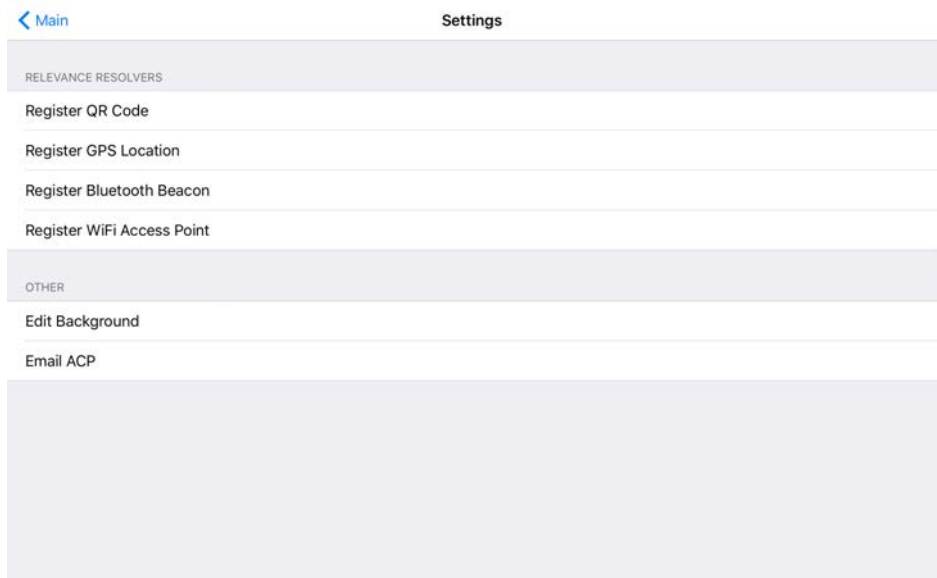 Main
Settings
RELEVANCE RESOLVERS
Register QR Code
Register GPS Location
Register Bluetooth Beacon
Register WiFi Access Point
OTHER
Edit Background
Email ACP